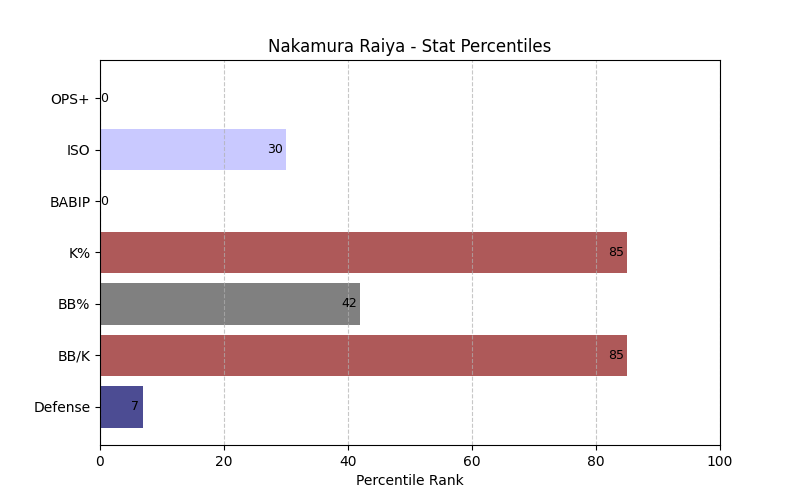 Nakamura Raiya - Stat Percentiles
OPS+ 0
ISO 30
BABIP 0
K% 85
BB% 42
BB/K 85
Defense 7
0 20 40 60 80 100
Percentile Rank